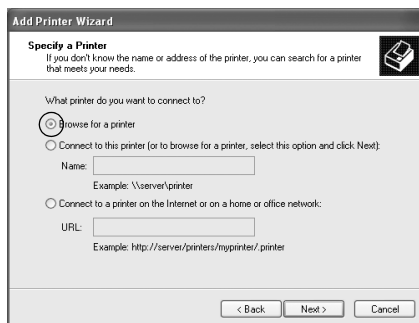 Add Printer Wizard
Specify a Printer
If you don't know the name or address of the printer, you can search for a printer
that meets your needs.
What printer do you want to connect to?
Browse for a printer
Connect to this printer (or to browse for a printer, select this option and click Next):
Name:
Example: \\server\printer
Connect to a printer on the Internet or on a home or office network:
URL:
Example: http://server/printers/myprinter/.printer
< Back Next > Cancel